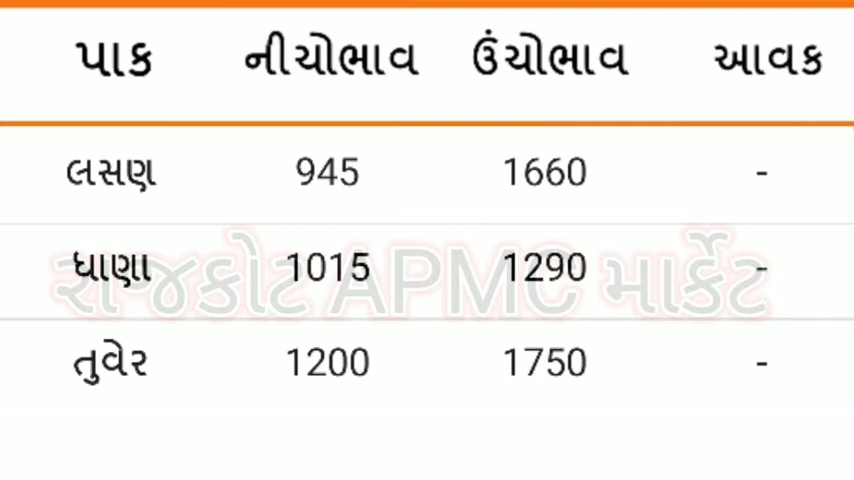 પાક નીચોભાવ ઉંચોભાવ આવક
લસણ 945 1660 -
ધાણા 1015 1290 -
રાજકોટ APMC માર્કેટ
તુવેર 1200 1750 -